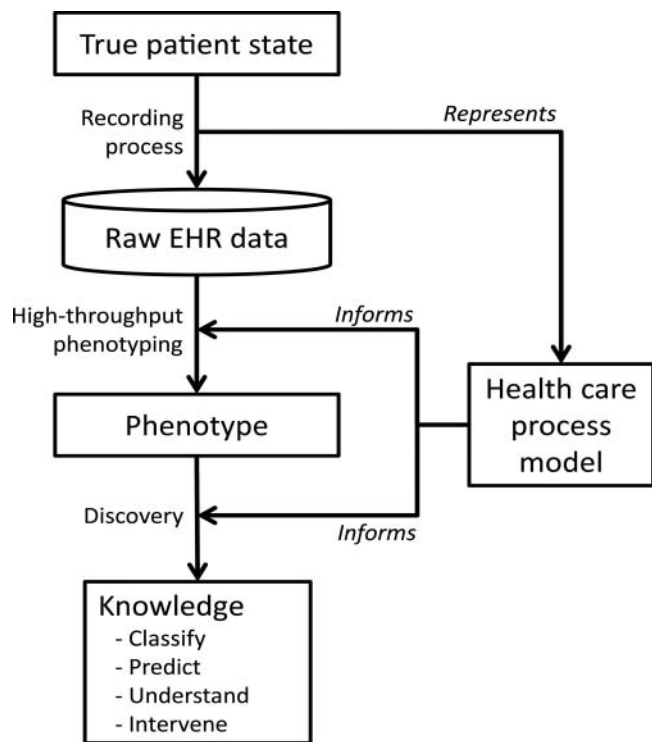 True patient state
Recording
process
Represents
Raw EHR data
High-throughput
phenotyping
Informs
Health care
process
model
Phenotype
Discovery
Informs
Knowledge
- Classify
- Predict
- Understand
- Intervene